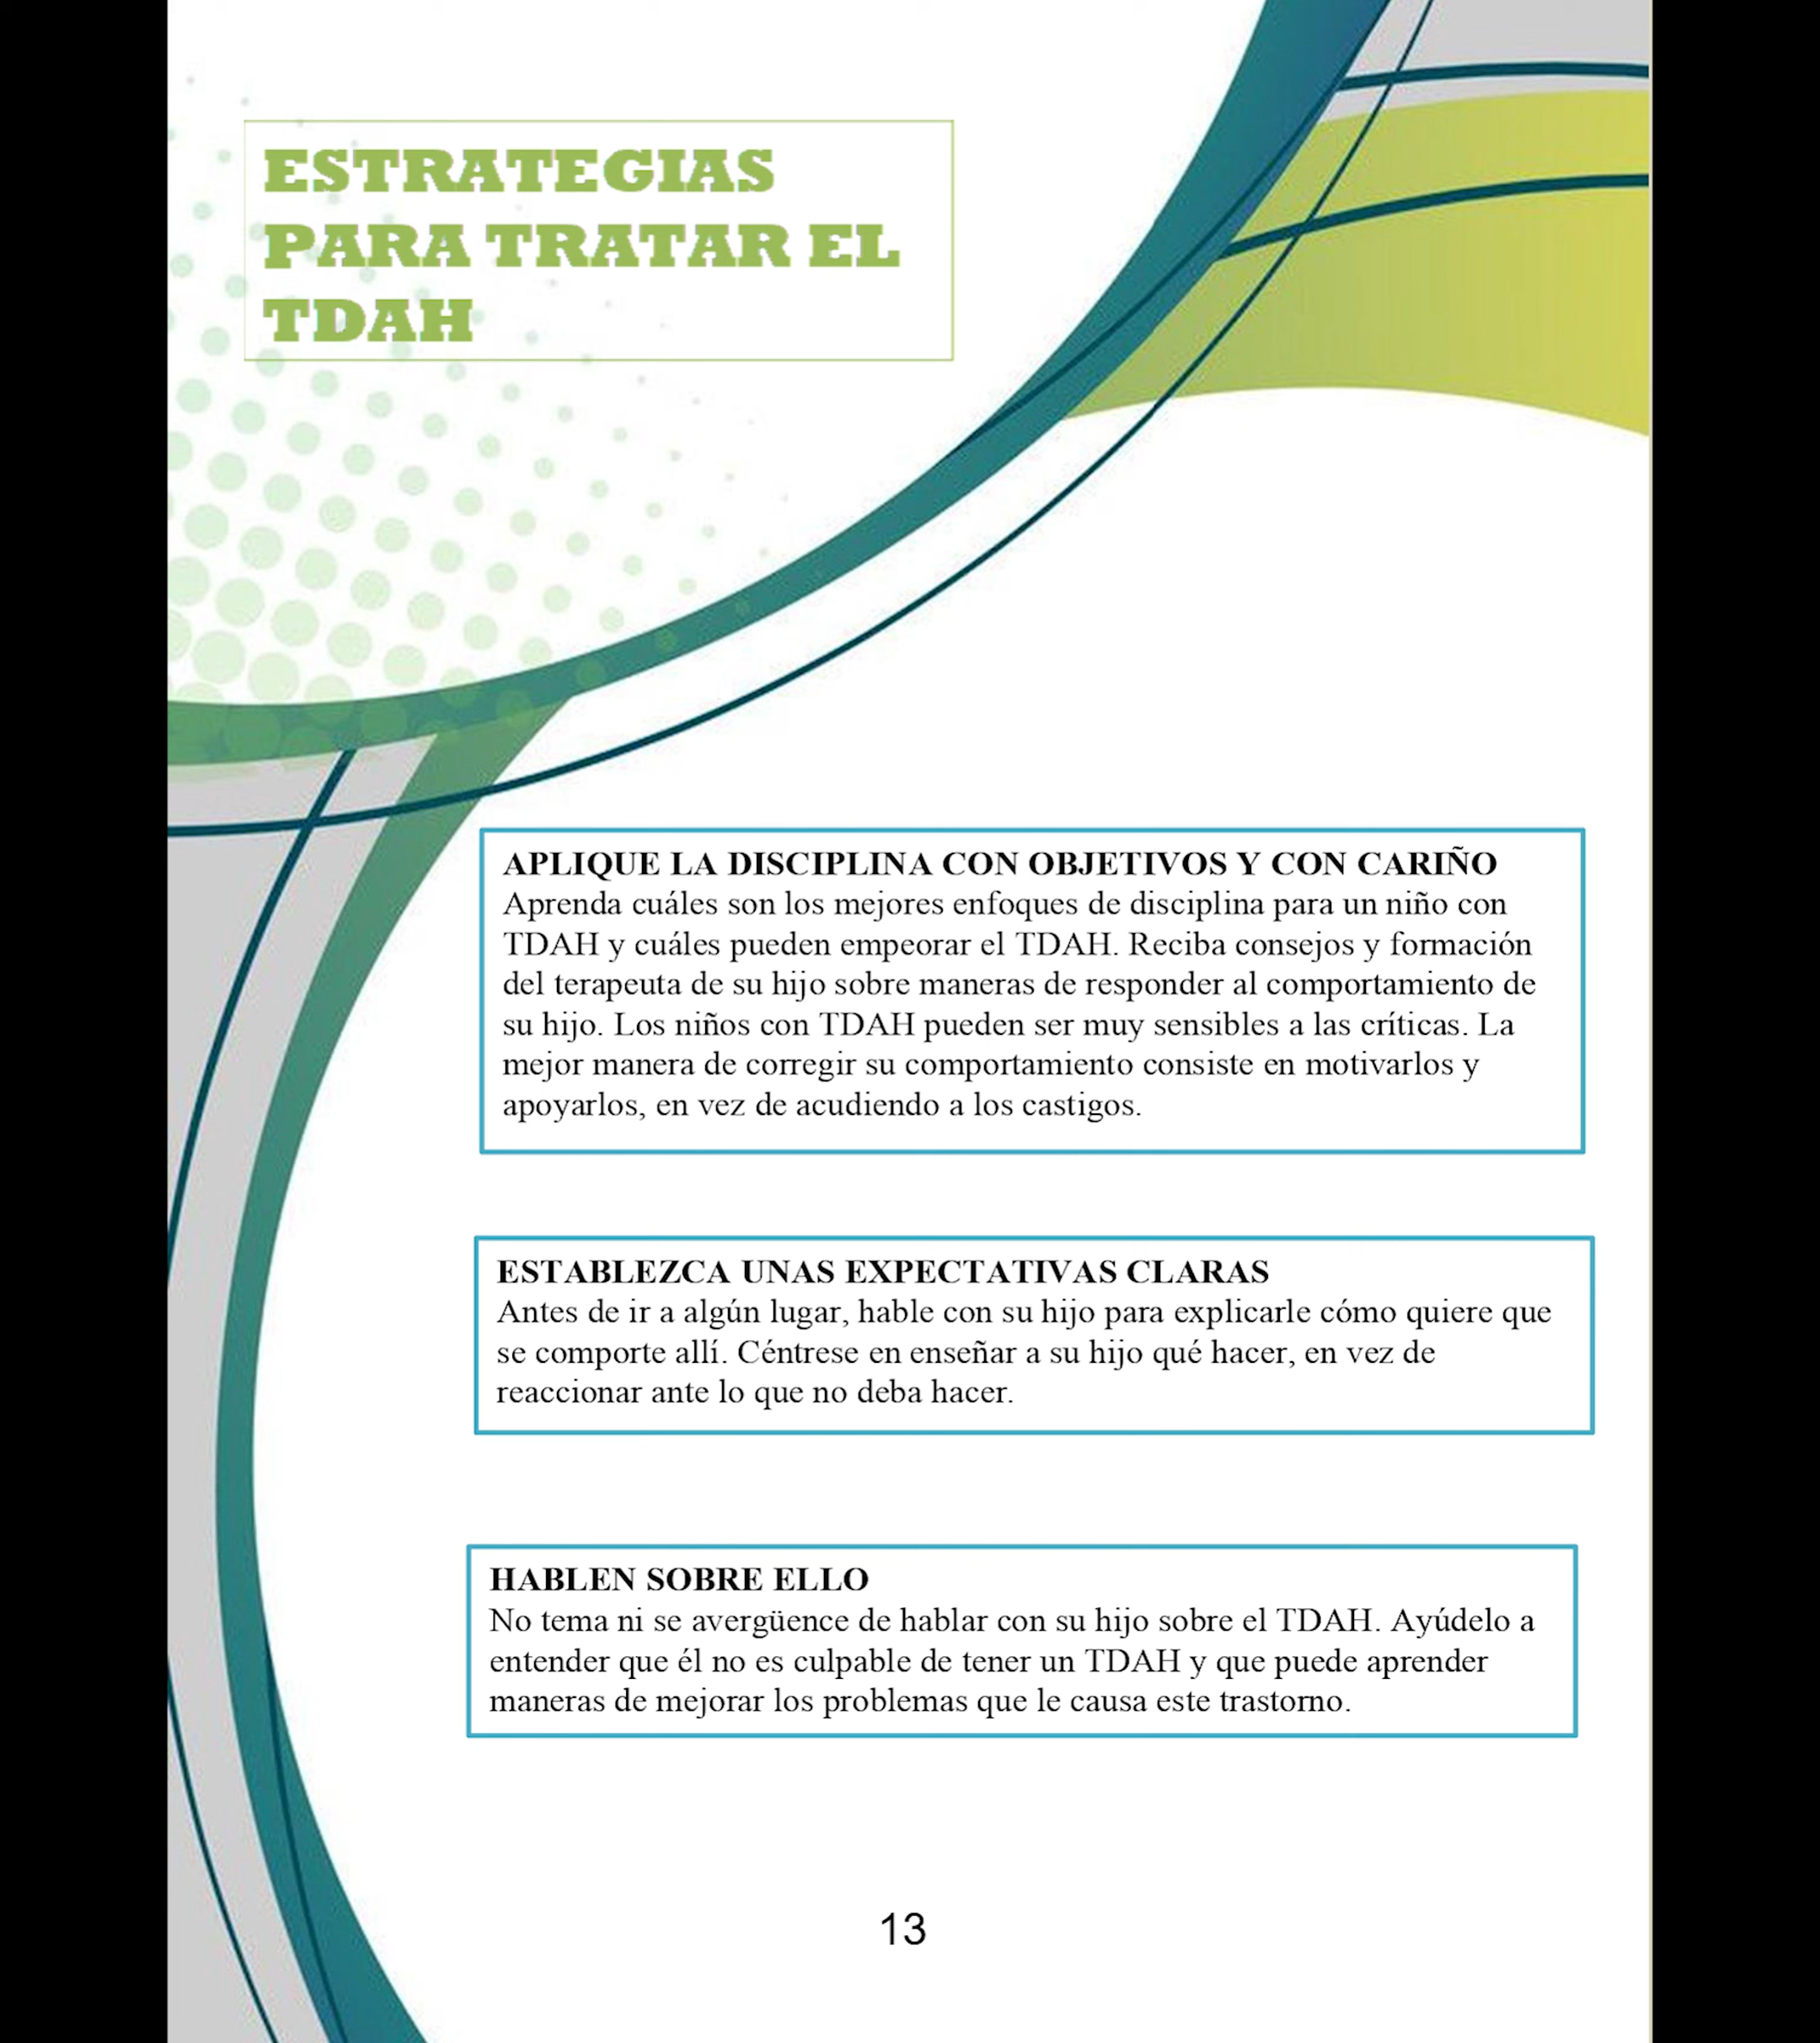 ESTRATEGIAS
PARA TRATAR EL
TDAH
APLIQUE LA DISCIPLINA CON OBJETIVOS Y CON CARIÑO
Aprenda cuáles son los mejores enfoques de disciplina para un niño con
TDAH y cuáles pueden empeorar el TDAH. Reciba consejos y formación
del terapeuta de su hijo sobre maneras de responder al comportamiento de
su hijo. Los niños con TDAH pueden ser muy sensibles a las críticas. La
mejor manera de corregir su comportamiento consiste en motivarlos y
apoyarlos, en vez de acudiendo a los castigos.
ESTABLEZCA UNAS EXPECTATIVAS CLARAS
Antes de ir a algún lugar, hable con su hijo para explicarle cómo quiere que
se comporte allí. Céntrese en enseñar a su hijo qué hacer, en vez de
reaccionar ante lo que no deba hacer.
HABLEN SOBRE ELLO
No tema ni se avergüence de hablar con su hijo sobre el TDAH. Ayúdelo a
entender que él no es culpable de tener un TDAH y que puede aprender
maneras de mejorar los problemas que le causa este trastorno.
13